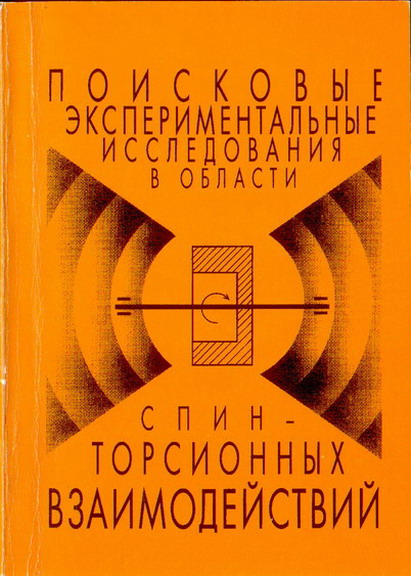 ПОИСКОВЫЕ
ЭКСПЕРИМЕНТАЛЬНЫЕ
ИССЛЕДОВАНИЯ
В ОБЛАСТИ
СПИН -
ТОРСИОННЫХ
ВЗАИМОДЕЙСТВИЙ